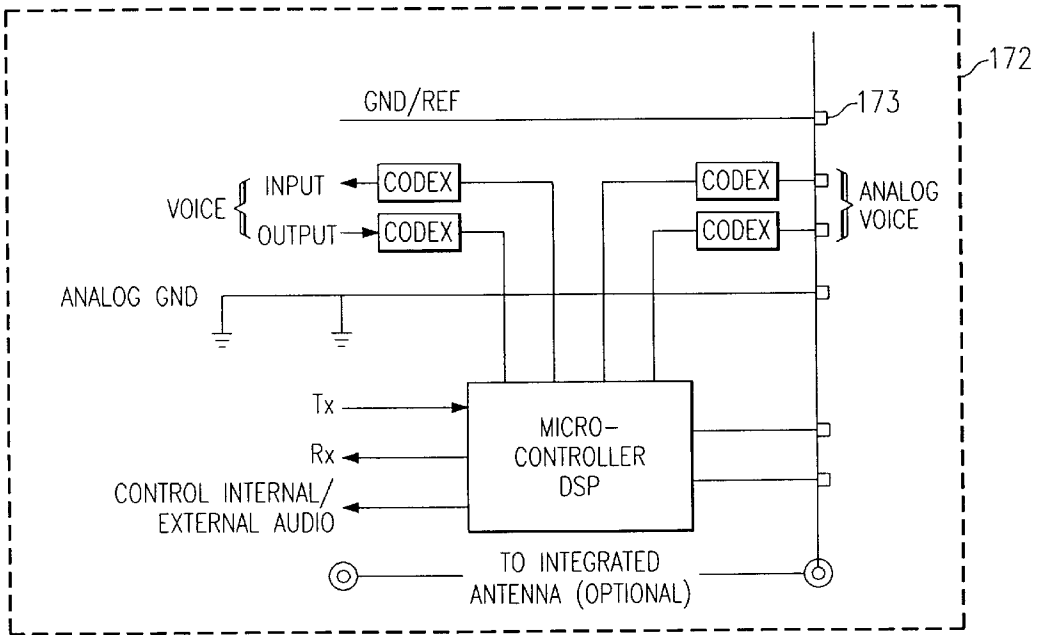 172
GND/REF
173
INPUT
CODEX
CODEX
VOICE
ANALOG
VOICE
OUTPUT
CODEX
CODEX
ANALOG GND
Tx
MICRO-
CONTROLLER
DSP
Rx
CONTROL INTERNAL/
EXTERNAL AUDIO
TO INTEGRATED
ANTENNA (OPTIONAL)